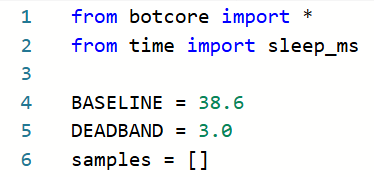 1 from botcore import *
2 from time import sleep_ms
3
4 BASELINE = 38.6
5 DEADBAND = 3.0
6 samples = []